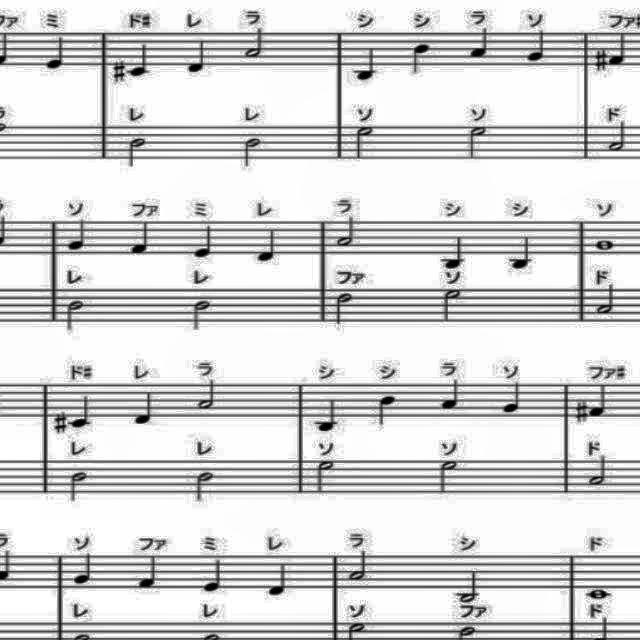 ファ ミ ド# レ ラ シ シ ラ ソ ファ#
ラ レ レ ソ ソ ド
ソ ファ ミ レ ラ シ シ ソ
レ レ ファ ソ ド
ド# レ ラ シ シ ラ ソ ファ#
レ レ ソ ソ ド
ラ ソ ファ ミ レ ラ シ ド
レ レ ソ ファ ド